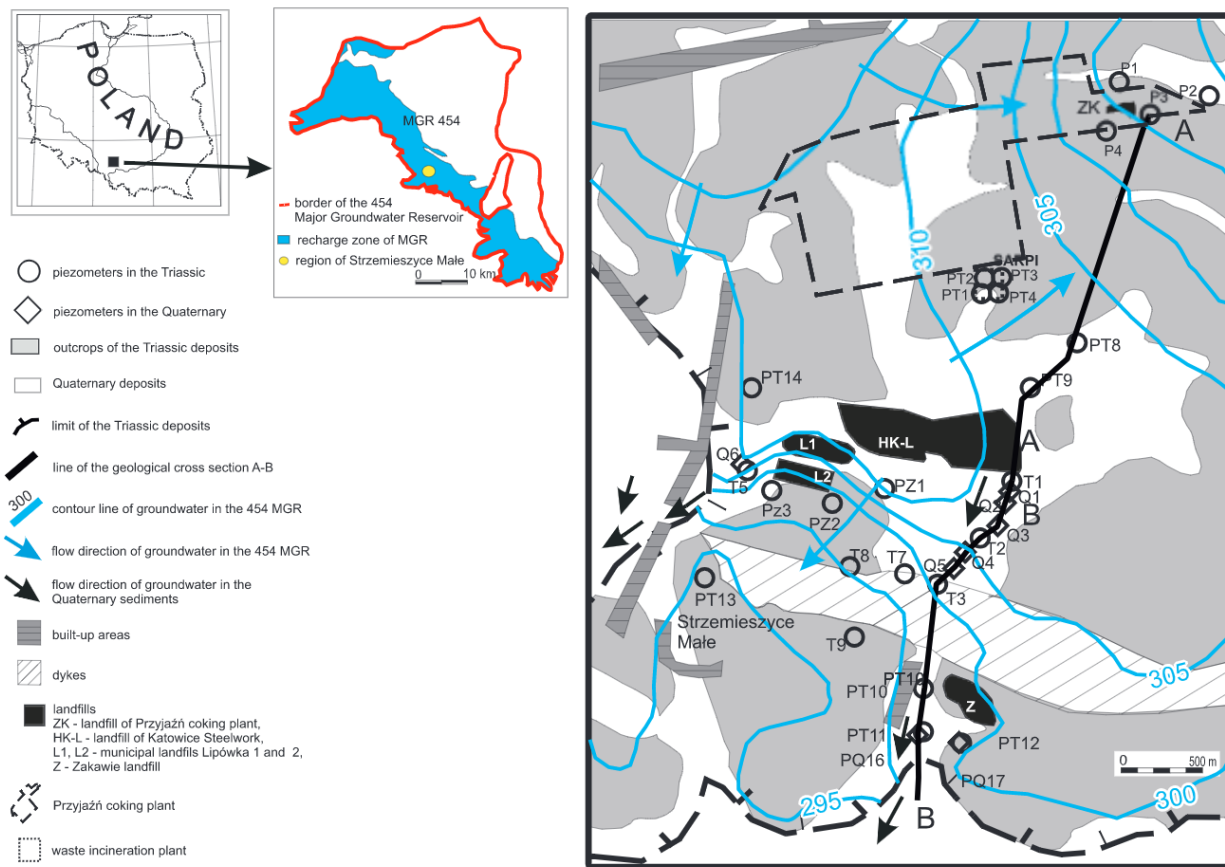 POLAND
MGR 454
border of the 454
Major Groundwater Reservoir
recharge zone of MGR
region of Strzemieszyce Małe
0 10 km
piezometers in the Triassic
piezometers in the Quaternary
outcrops of the Triassic deposits
Quaternary deposits
limit of the Triassic deposits
line of the geological cross section A-B
300
contour line of groundwater in the 454 MGR
flow direction of groundwater in the 454 MGR
flow direction of groundwater in the
Quaternary sediments
built-up areas
dykes
landfills
ZK - landfill of Przyjaźń coking plant,
HK-L - landfill of Katowice Steelwork,
L1, L2 - municipal landfils Lipówka 1 and 2,
Z - Zakawie landfill
Przyjaźń coking plant
waste incineration plant
P1
P2
ZK
P3
A
P4
305
310
SARPI
PT2
PT3
PT1
PT4
PT8
PT14
PT9
L1
HK-L
A
Q6
T5
L2
PZ1
T1
Pz3
PZ2
Q2
Q1
B
Q3
T2
T8
T7
Q5
Q4
T3
PT13
Strzemieszyce
Małe
T9
305
PT10
PT10
Z
PT11
PT12
PQ16
PQ17
0 500 m
295
300
B